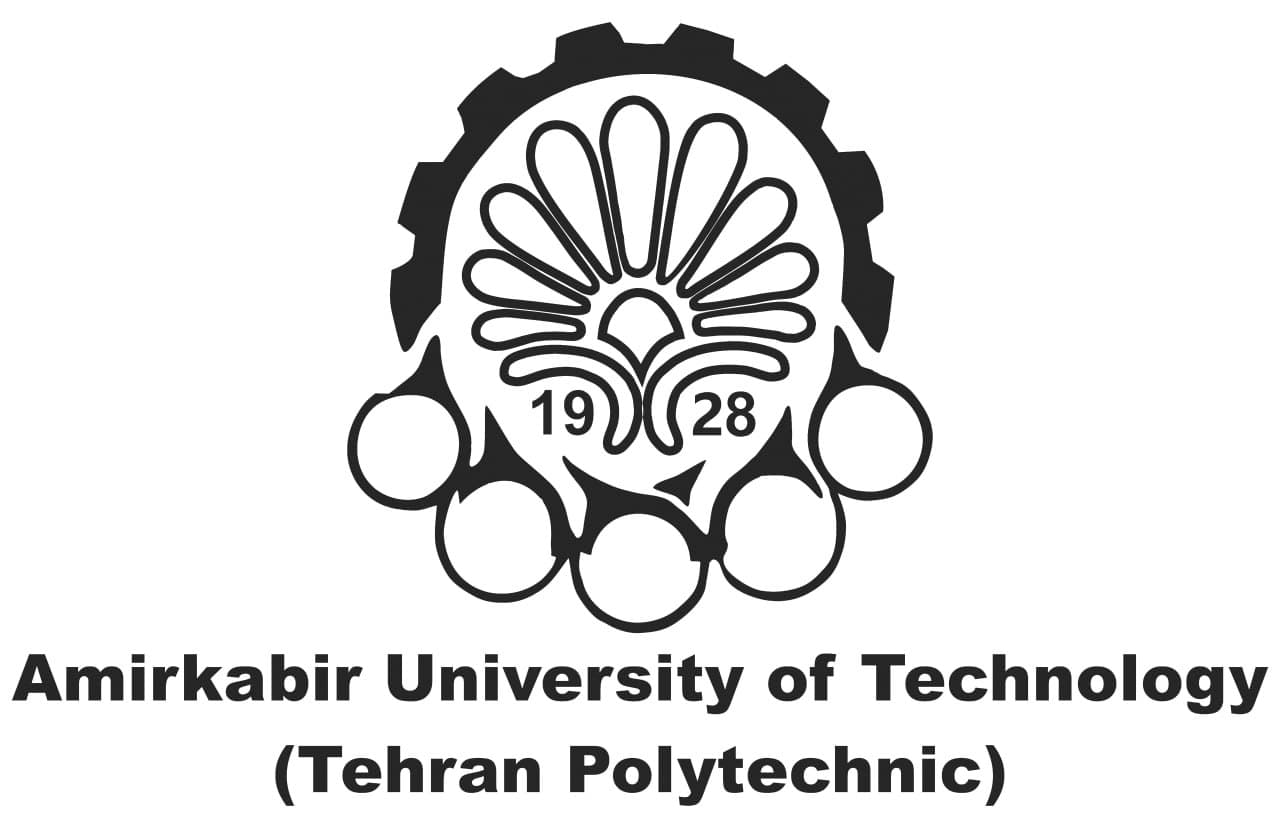 19 28
Amirkabir University of Technology
(Tehran Polytechnic)